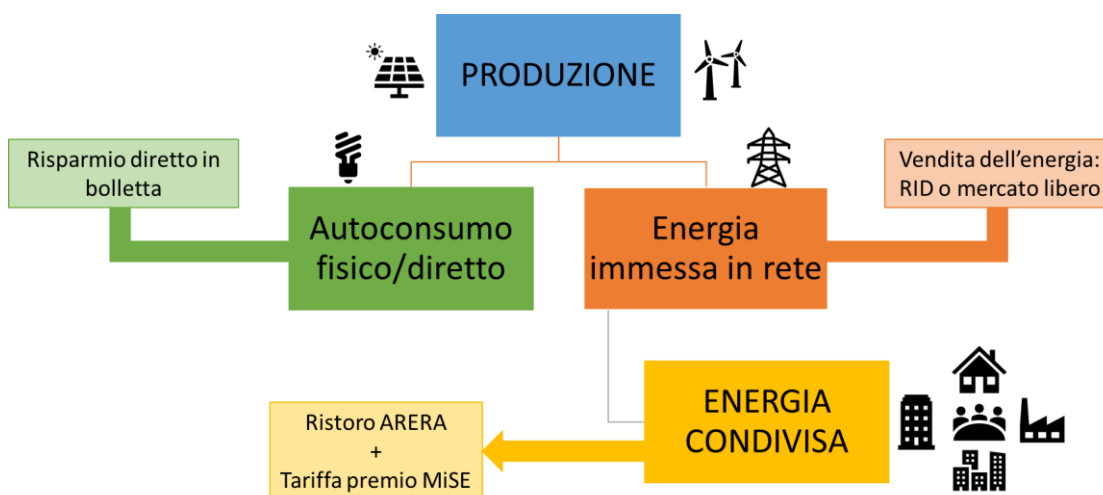 PRODUZIONE
Risparmio diretto in
bolletta
Vendita dell'energia:
RID o mercato libero
Autoconsumo
fisico/diretto
Energia
immessa in rete
ENERGIA
CONDIVISA
Ristoro ARERA
+
Tariffa premio MiSE